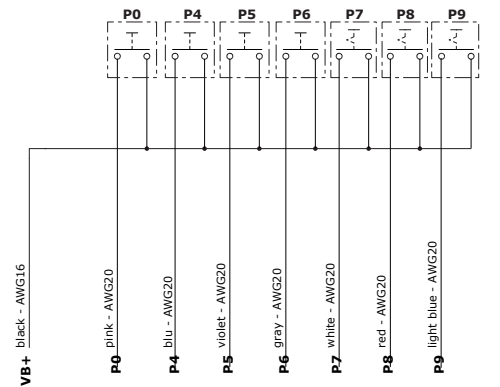 P0 P4 P5 P6 P7 P8 P9
black - AWG16
pink - AWG20
blu - AWG20
violet - AWG20
gray - AWG20
white - AWG20
red - AWG20
light blue - AWG20
VB+
P0
P4
P5
P6
P7
P8
P9